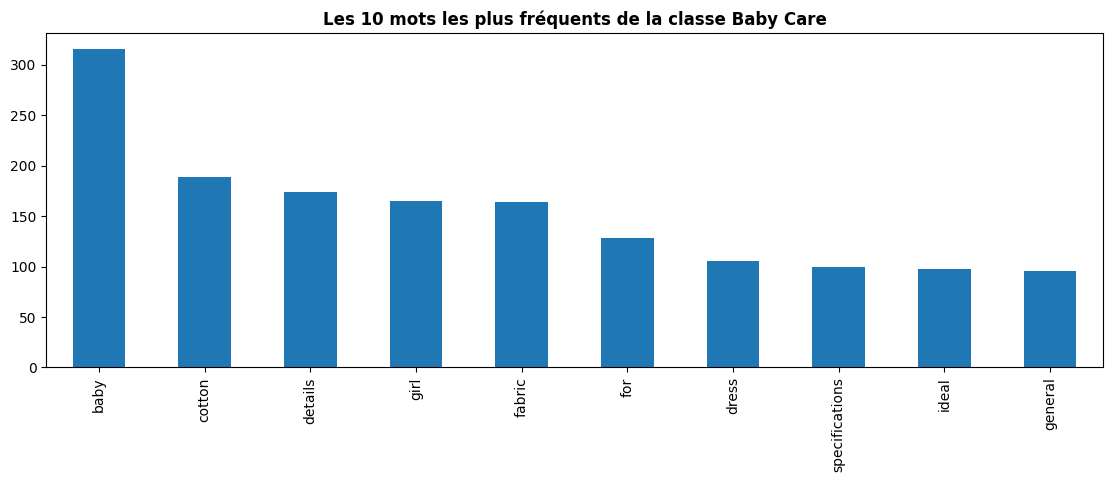 Les 10 mots les plus fréquents de la classe Baby Care
300
250
200
150
100
50
0
baby
cotton
details
girl
fabric
for
dress
specifications
ideal
general